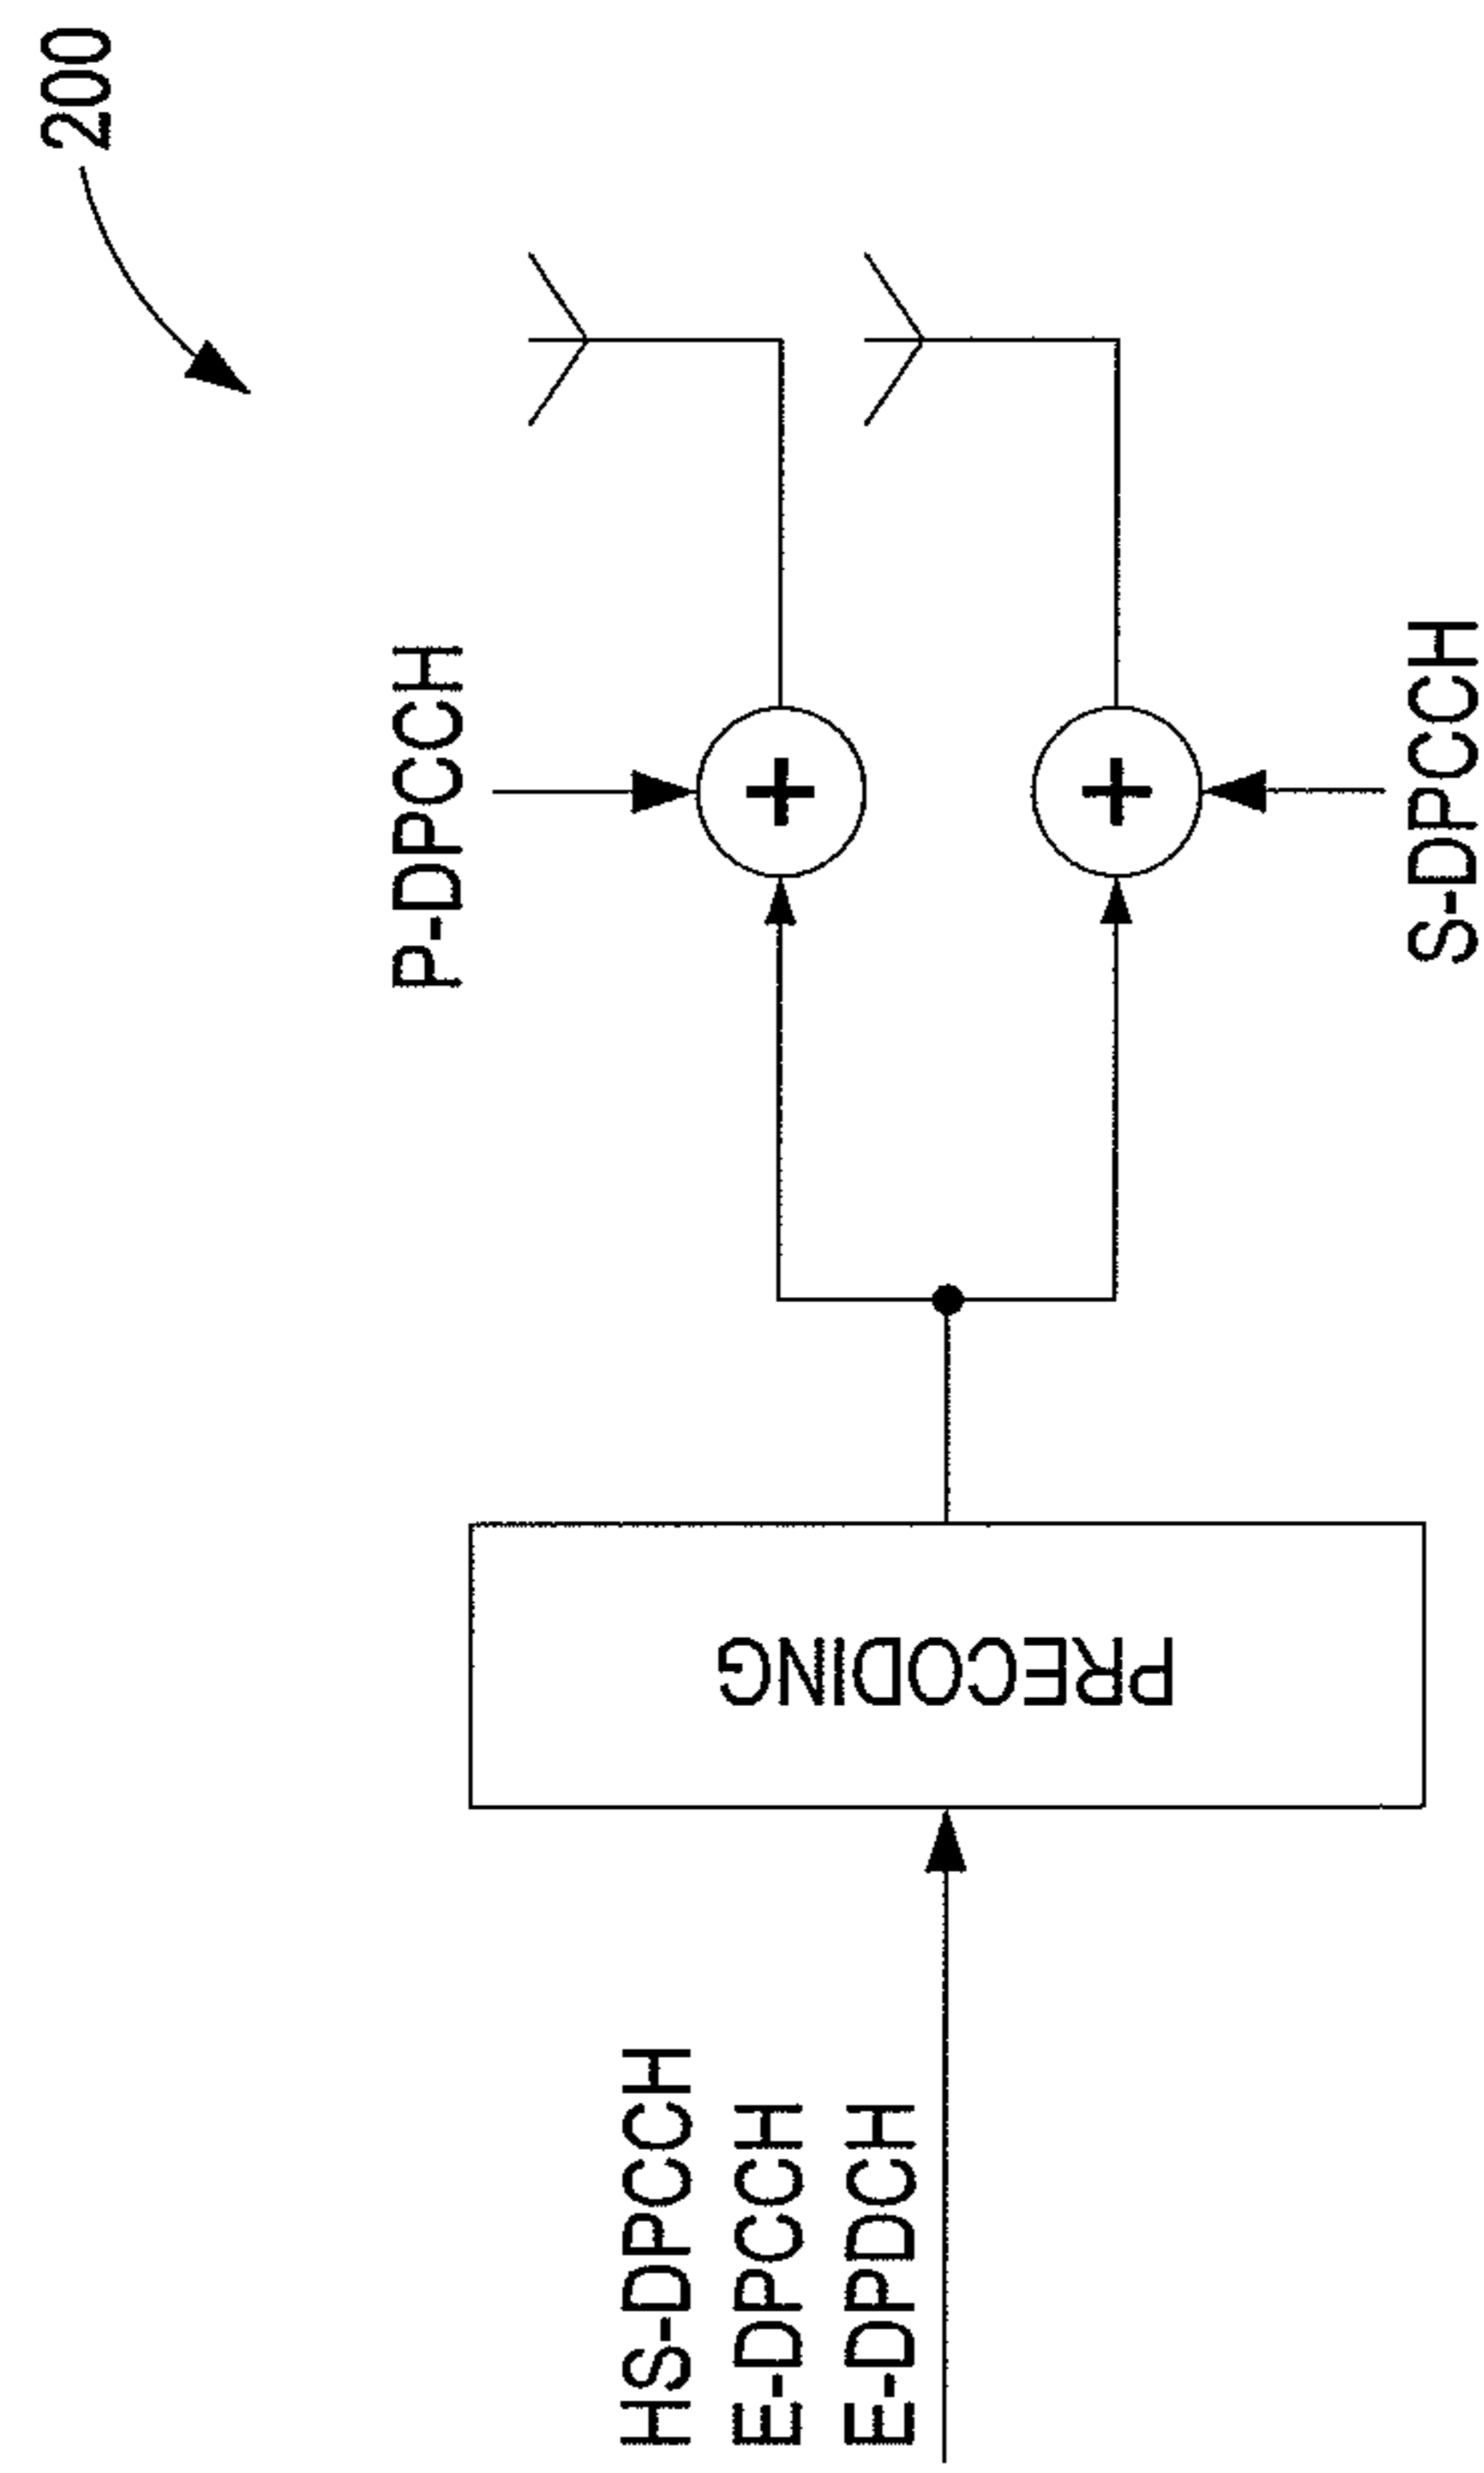 200
P-DPCCH
HS-DPCCH
E-DPCCH
E-DPDCH
PRECODING
+
+
S-DPCCH